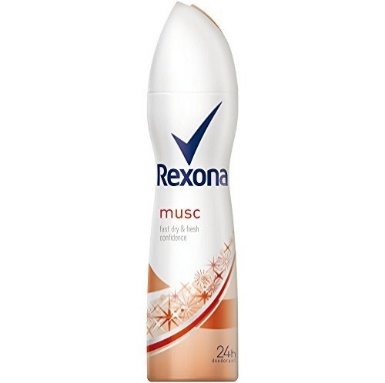 Rexona
musc
fast dry & fresh
confidence
24h